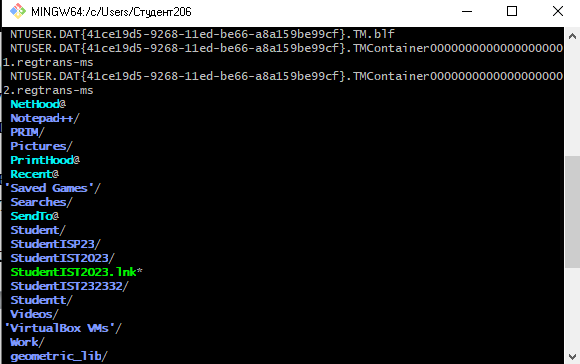 MINGW64:/c/Users/Студент206
NTUSER.DAT{41ce19d5-9268-11ed-be66-a8a159be99cf}.TM.blf
NTUSER.DAT{41ce19d5-9268-11ed-be66-a8a159be99cf}.TMContainer0000000000000000000
1.regtrans-ms
NTUSER.DAT{41ce19d5-9268-11ed-be66-a8a159be99cf}.TMContainer0000000000000000000
2.regtrans-ms
NetHood@
Notepad++/
PRIM/
Pictures/
PrintHood@
Recent@
'Saved Games'/
Searches/
SendTo@
Student/
StudentISP23/
StudentIST2023/
StudentIST2023.lnk*
StudentIST232332/
Studentt/
Videos/
'VirtualBox VMs'/
Work/
geometric_lib/